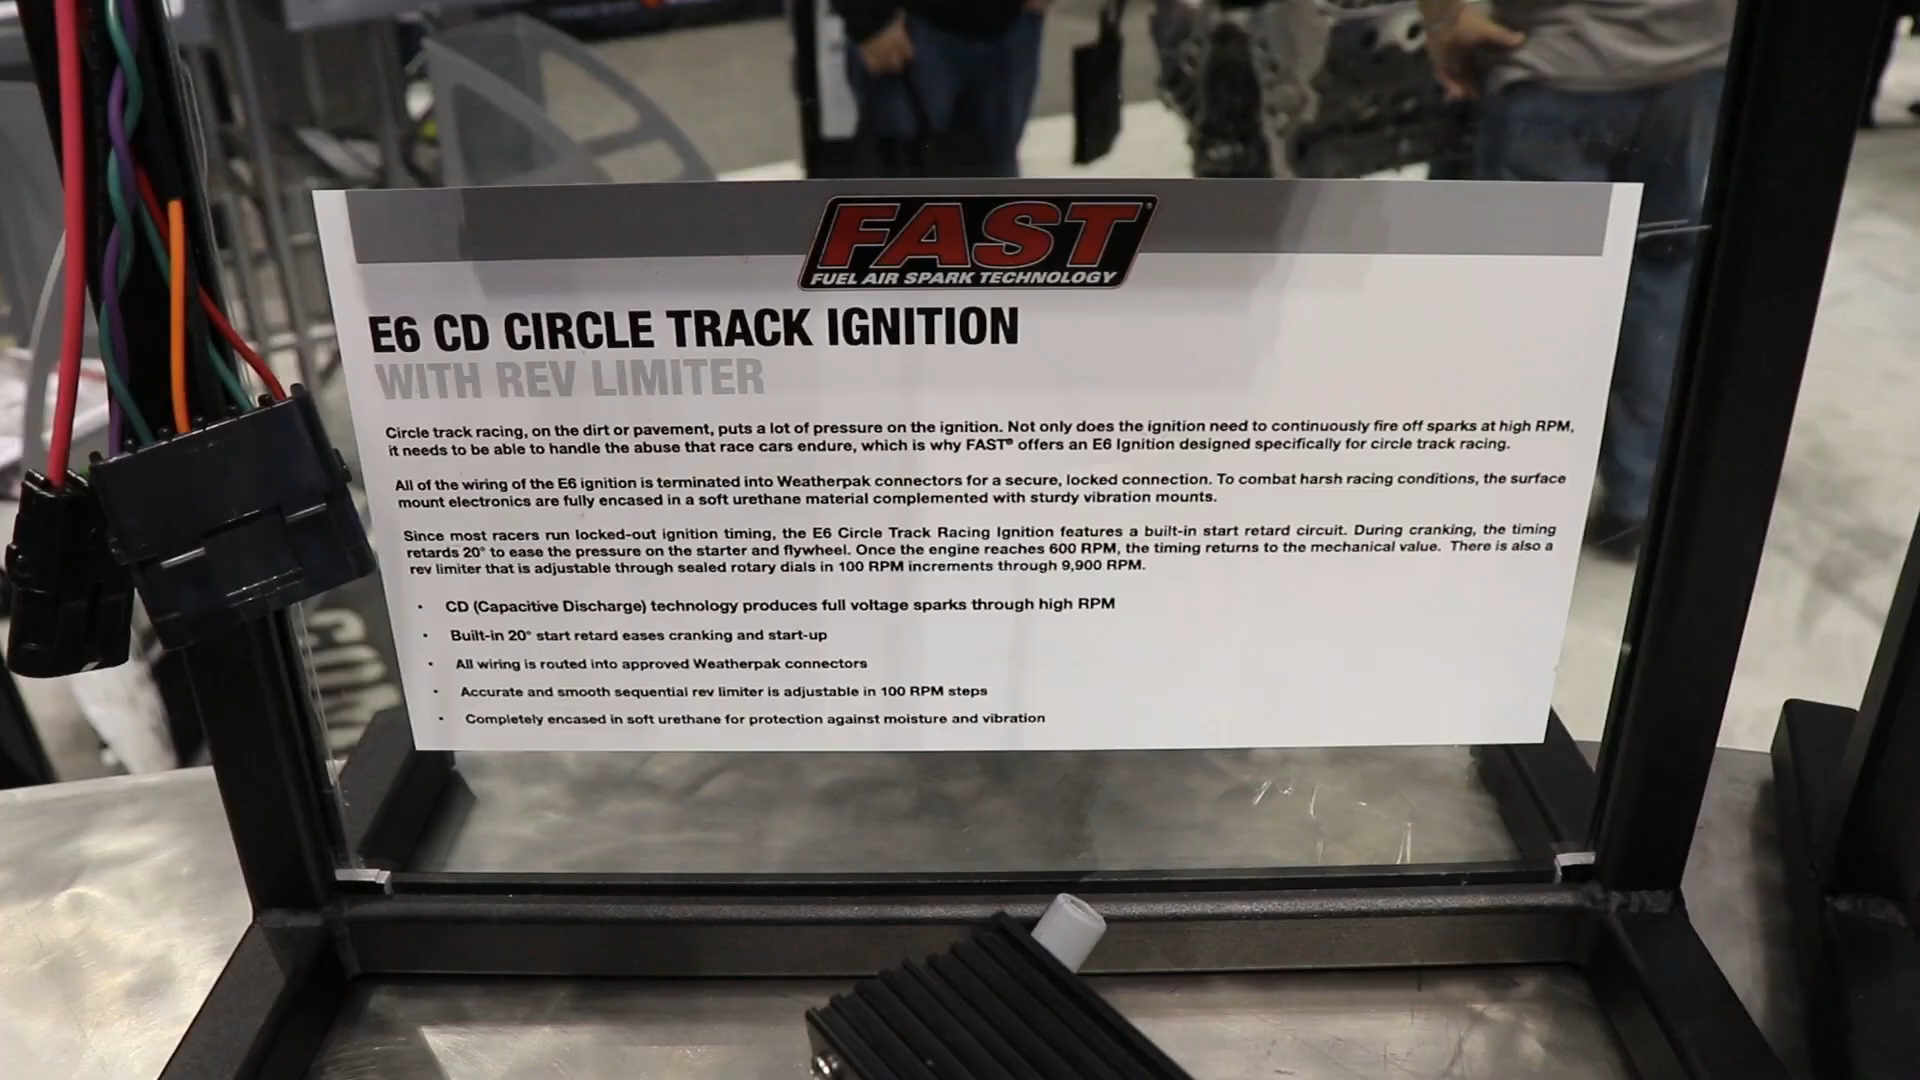 FAST®
FUEL AIR SPARK TECHNOLOGY
E6 CD CIRCLE TRACK IGNITION
WITH REV LIMITER
Circle track racing, on the dirt or pavement, puts a lot of pressure on the ignition. Not only does the ignition need to continuously fire off sparks at high RPM,
it needs to be able to handle the abuse that race cars endure, which is why FAST® offers an E6 Ignition designed specifically for circle track racing.
All of the wiring of the E6 ignition is terminated into Weatherpak connectors for a secure, locked connection. To combat harsh racing conditions, the surface
mount electronics are fully encased in a soft urethane material complemented with sturdy vibration mounts.
Since most racers run locked-out ignition timing, the E6 Circle Track Racing Ignition features a built-in start retard circuit. During cranking, the timing
retards 20° to ease the pressure on the starter and flywheel. Once the engine reaches 600 RPM, the timing returns to the mechanical value. There is also a
rev limiter that is adjustable through sealed rotary dials in 100 RPM increments through 9,900 RPM.
• CD (Capacitive Discharge) technology produces full voltage sparks through high RPM
• Built-in 20° start retard eases cranking and start-up
• All wiring is routed into approved Weatherpak connectors
• Accurate and smooth sequential rev limiter is adjustable in 100 RPM steps
• Completely encased in soft urethane for protection against moisture and vibration